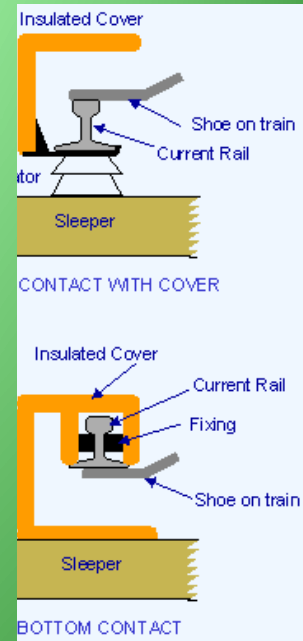 Insulated Cover
Shoe on train
Current Rail
ator
Sleeper
CONTACT WITH COVER
Insulated Cover
Current Rail
Fixing
Shoe on train
Sleeper
BOTTOM CONTACT